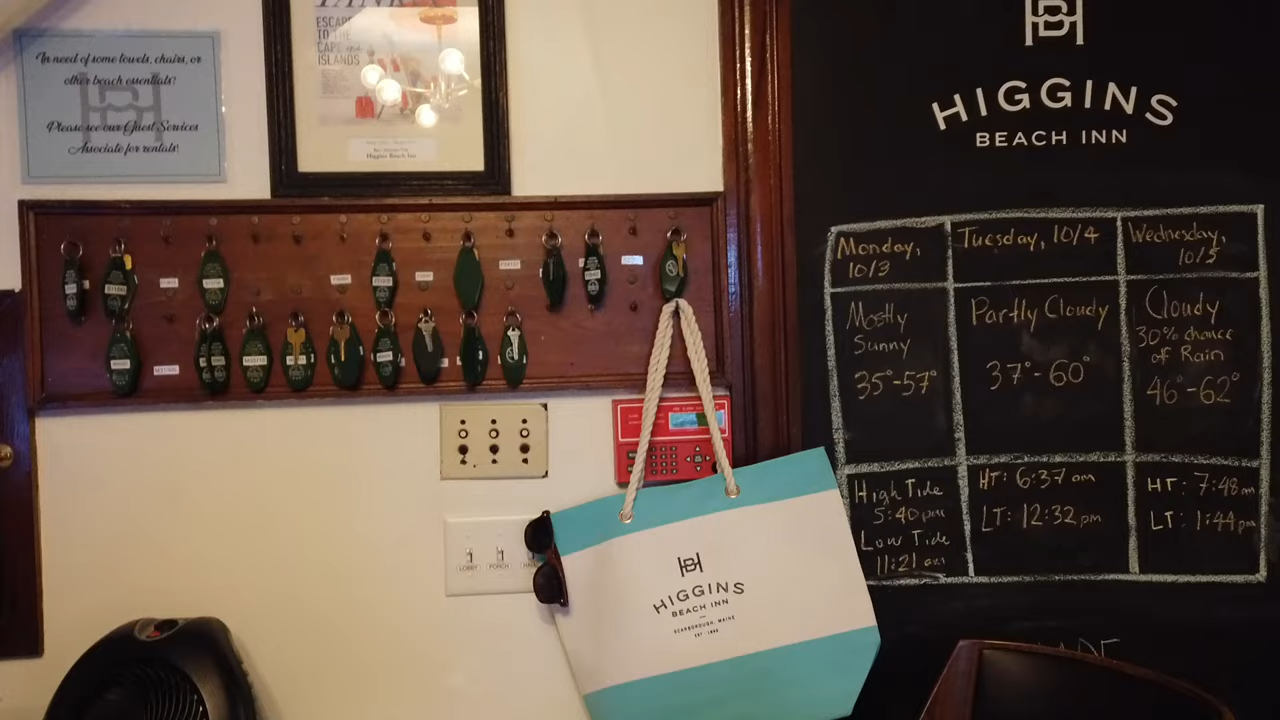 In need of some towels, chairs, or
other beach essentials?
Please see our Guest Services
Associate for rentals!
ESCAPE
TO THE
CAPE and
ISLANDS
Higgins Beach Inn
HIGGINS
BEACH INN
Monday,
10/3
Tuesday, 10/4
Wednesday,
10/5
Mostly
Sunny
35°-57°
Partly Cloudy
37°-60°
Cloudy
30% chance
of Rain
46°-62°
High Tide
5:40 pm
Low Tide
11:21 am
HT: 6:37 am
LT: 12:32 pm
HT: 7:48 am
LT: 1:44 pm
LOBBY
PORCH
HIGGINS
BEACH INN
SCARBOROUGH, MAINE